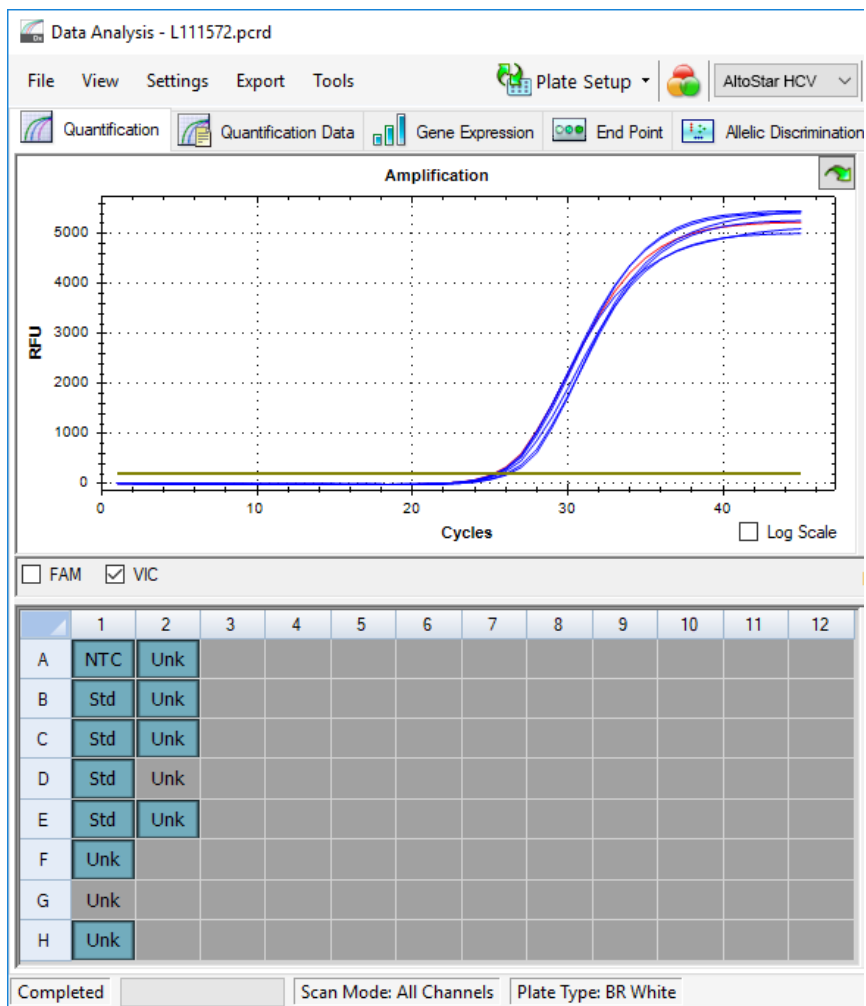 Data Analysis - L111572.pcrd
File View Settings Export Tools Plate Setup AltoStar HCV
Quantification Quantification Data Gene Expression End Point Allelic Discrimination
Amplification
5000
4000
3000
2000
1000
0
RFU
0 10 20 30 40
Cycles
Log Scale
FAM VIC
1 2 3 4 5 6 7 8 9 10 11 12
A NTC Unk
B Std Unk
C Std Unk
D Std Unk
E Std Unk
F Unk
G Unk
H Unk
Completed Scan Mode: All Channels Plate Type: BR White